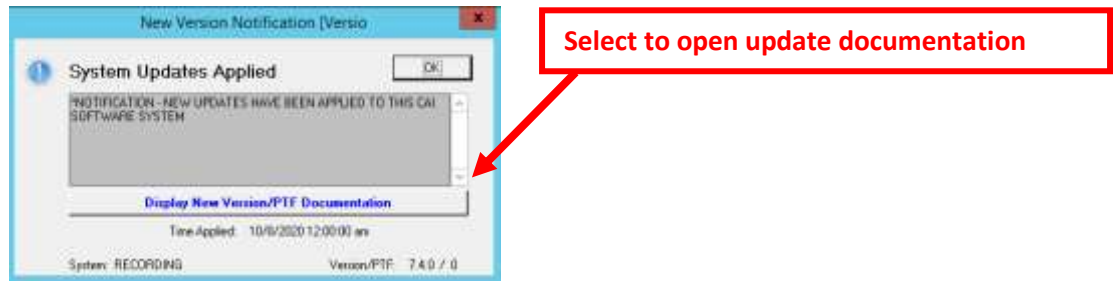 New Version Notification [Versio
x
Select to open update documentation
System Updates Applied
OK
*NOTIFICATION - NEW UPDATES HAVE BEEN APPLIED TO THIS CAI
SOFTWARE SYSTEM
Display New Version/PTF Documentation
Time Applied: 10/8/2020 12:00:00 am
System: RECORDING
Version/PTF: 7.4.0 / 0